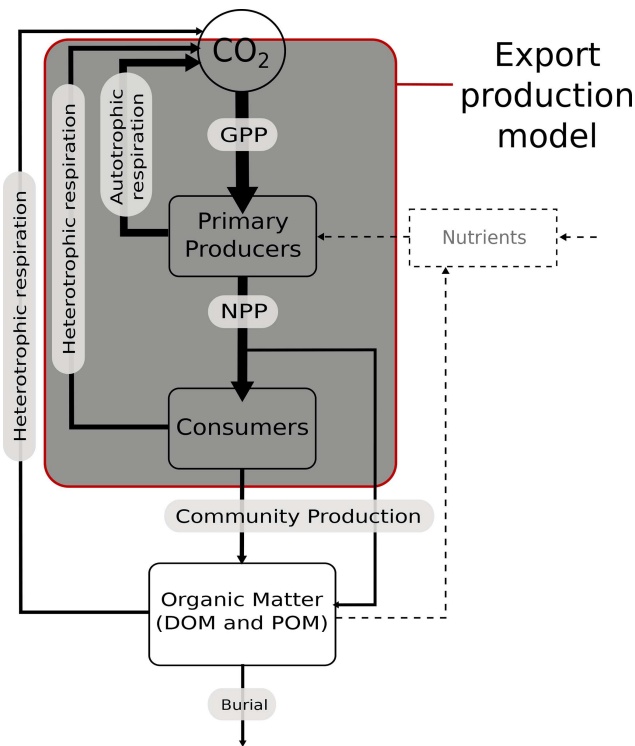 Export
production
model
CO2
GPP
Autotrophic
respiration
Heterotrophic respiration
Heterotrophic respiration
Primary
Producers
Nutrients
NPP
Consumers
Community Production
Organic Matter
(DOM and POM)
Burial